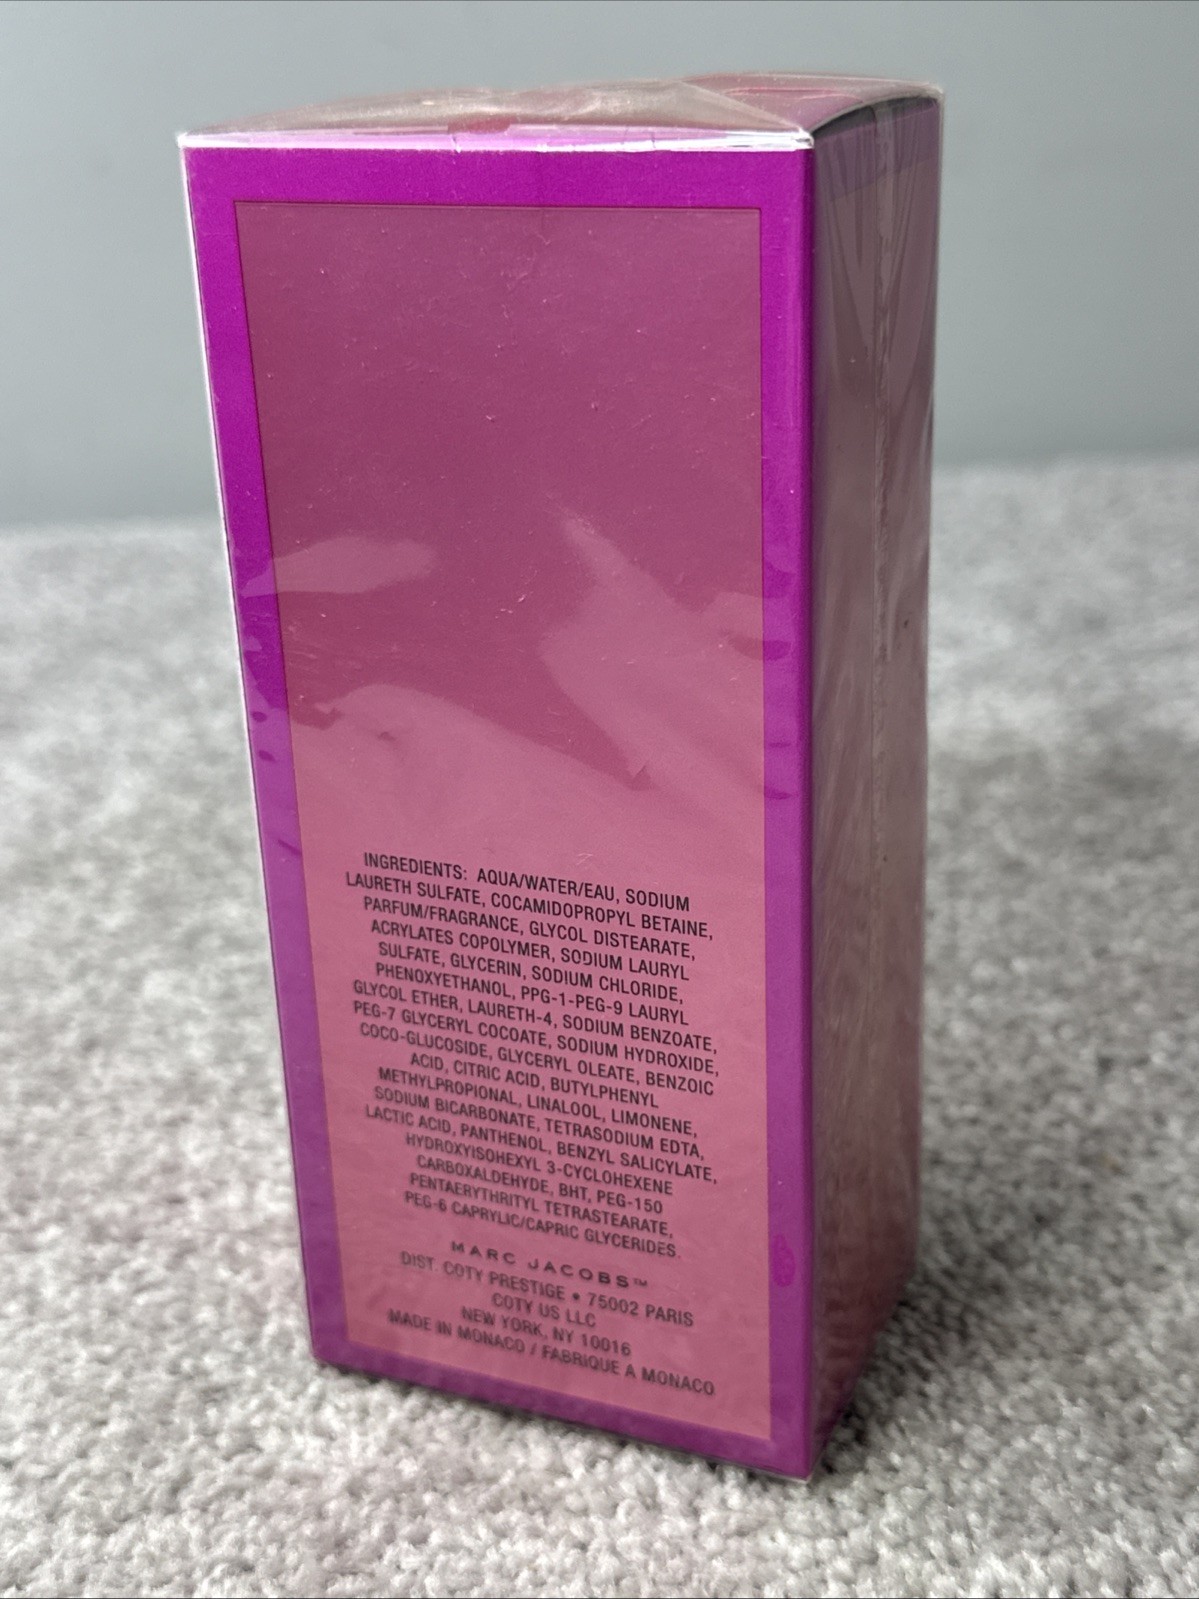 INGREDIENTS: AQUA/WATER/EAU, SODIUM
LAURETH SULFATE, COCAMIDOPROPYL BETAINE,
PARFUM/FRAGRANCE, GLYCOL DISTEARATE,
ACRYLATES COPOLYMER, SODIUM LAURYL
SULFATE, GLYCERIN, SODIUM CHLORIDE,
PHENOXYETHANOL, PPG-1-PEG-9 LAURYL
GLYCOL ETHER, LAURETH-4, SODIUM BENZOATE,
PEG-7 GLYCERYL COCOATE, SODIUM HYDROXIDE,
COCO-GLUCOSIDE, GLYCERYL OLEATE, BENZOIC
ACID, CITRIC ACID, BUTYLPHENYL
METHYLPROPIONAL, LINALOOL, LIMONENE,
SODIUM BICARBONATE, TETRASODIUM EDTA,
LACTIC ACID, PANTHENOL, BENZYL SALICYLATE,
HYDROXYISOHEXYL 3-CYCLOHEXENE
CARBOXALDEHYDE, BHT, PEG-150
PENTAERYTHRITYL TETRASTEARATE,
PEG-6 CAPRYLIC/CAPRIC GLYCERIDES.
MARC JACOBS™
DIST. COTY PRESTIGE • 75002 PARIS
COTY US LLC
NEW YORK, NY 10016
MADE IN MONACO / FABRIQUE A MONACO